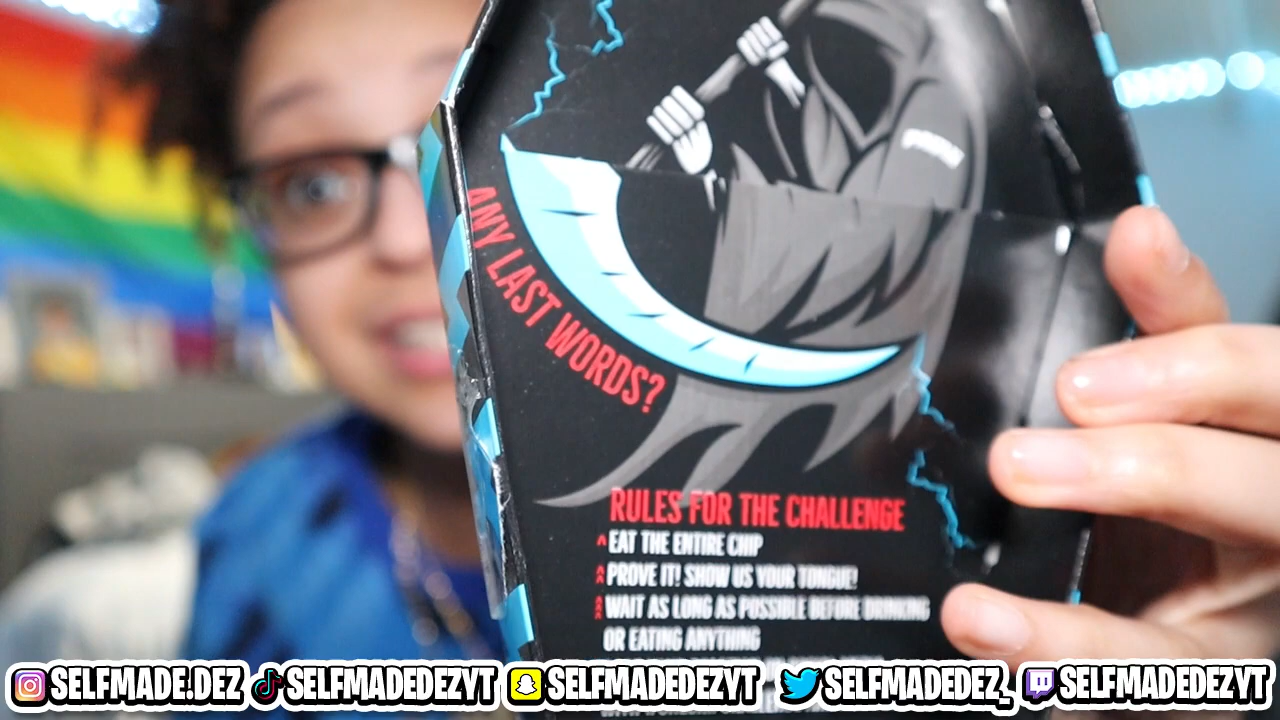 ANY LAST WORDS?
RULES FOR THE CHALLENGE
^ EAT THE ENTIRE CHIP
PROVE IT! SHOW US YOUR TONGUE!
WAIT AS LONG AS POSSIBLE BEFORE DRINKING
OR EATING ANYTHING
SELFMADE.DEZ SELFMADEDEZYT SELFMADEDEZYT SELFMADEDEZ_ SELFMADEDEZYT